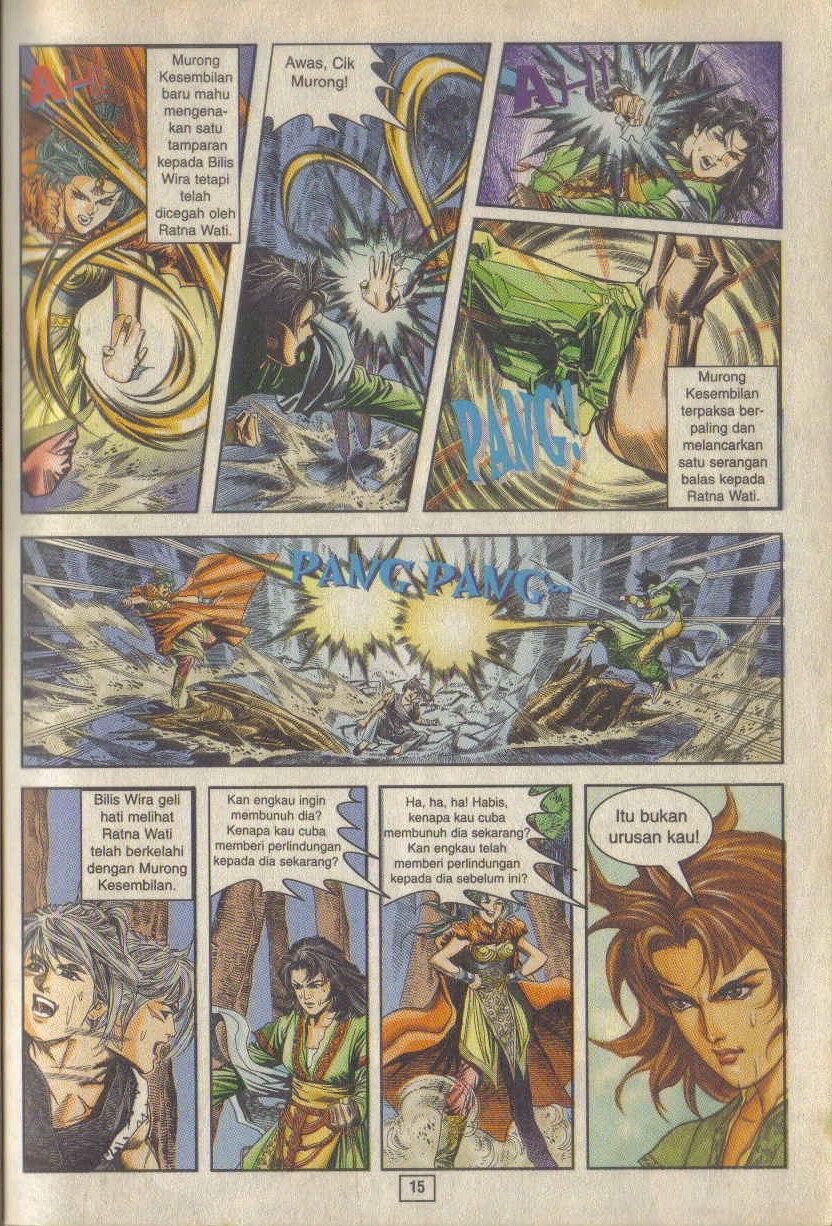 AH!
Murong
Kesembilan
baru mahu
mengena-
kan satu
tamparan
kepada Bilis
Wira tetapi
telah
dicegah oleh
Ratna Wati.
Awas, Cik
Murong!
AH!
PANG!
Murong
Kesembilan
terpaksa ber-
paling dan
melancarkan
satu serangan
balas kepada
Ratna Wati.
PANG PANG~
Bilis Wira geli
hati melihat
Ratna Wati
telah berkelahi
dengan Murong
Kesembilan.
Kan engkau ingin
membunuh dia?
Kenapa kau cuba
memberi perlindungan
kepada dia sekarang?
Ha, ha, ha! Habis,
kenapa kau cuba
membunuh dia sekarang?
Kan engkau telah
memberi perlindungan
kepada dia sebelum ini?
Itu bukan
urusan kau!
15